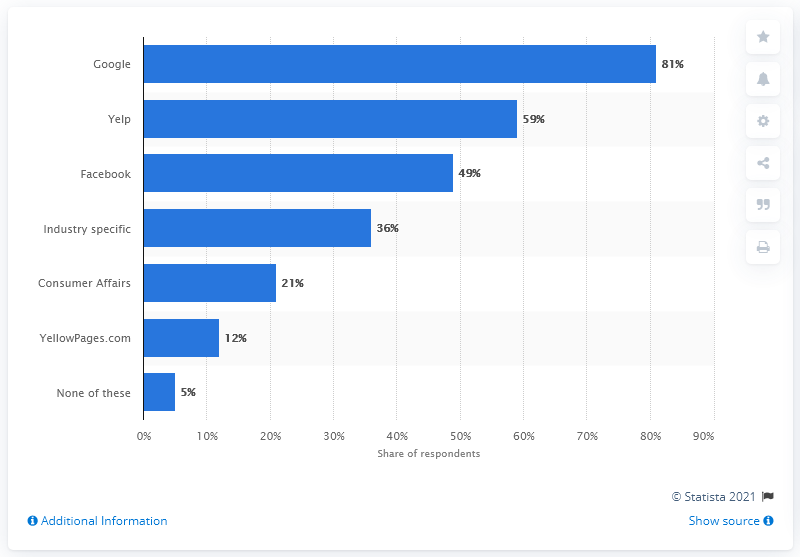 Google 81%
Yelp 59%
Facebook 49%
Industry specific 36%
Consumer Affairs 21%
YellowPages.com 12%
None of these 5%
0% 10% 20% 30% 40% 50% 60% 70% 80% 90%
Share of respondents
© Statista 2021
Additional Information Show source